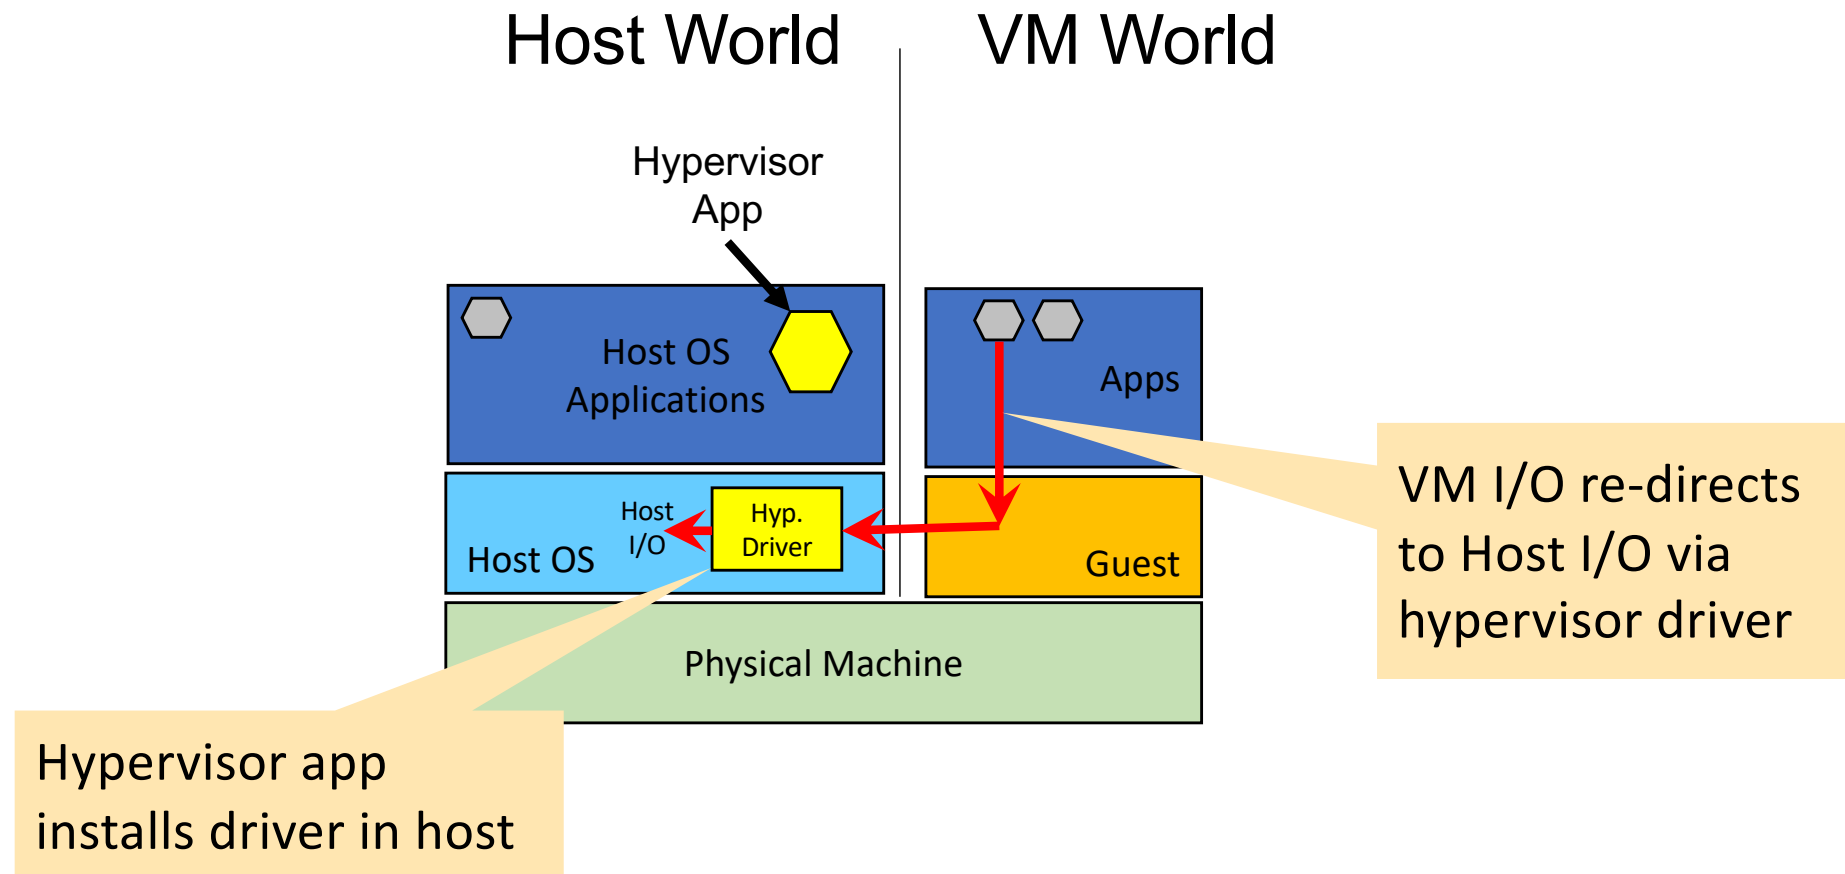 Host World
VM World
Hypervisor
App
Host OS
Applications
Apps
Host
I/O
Hyp.
Driver
Host OS
Guest
VM I/O re-directs
to Host I/O via
hypervisor driver
Physical Machine
Hypervisor app
installs driver in host